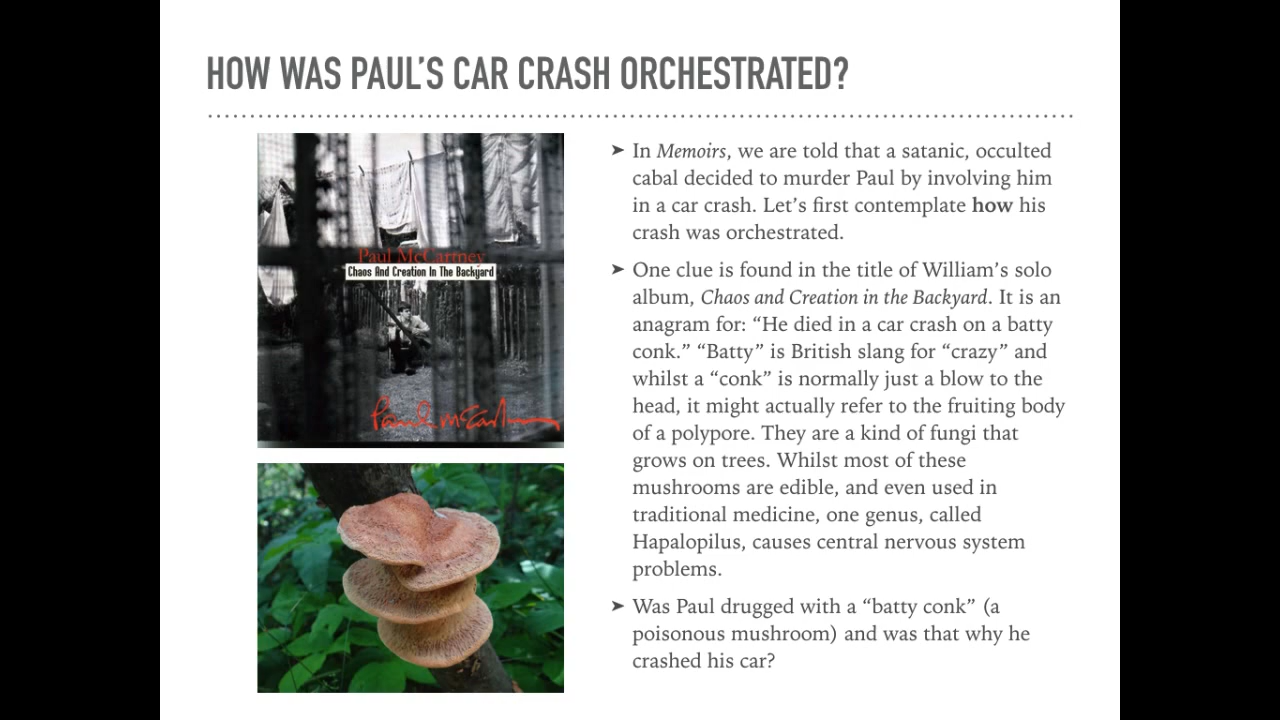 HOW WAS PAUL'S CAR CRASH ORCHESTRATED?
Paul McCartney
Chaos And Creation In The Backyard
Paul McCartney
➤ In Memoirs, we are told that a satanic, occulted
cabal decided to murder Paul by involving him
in a car crash. Let's first contemplate how his
crash was orchestrated.
➤ One clue is found in the title of William's solo
album, Chaos and Creation in the Backyard. It is an
anagram for: “He died in a car crash on a batty
conk.” “Batty” is British slang for “crazy” and
whilst a “conk” is normally just a blow to the
head, it might actually refer to the fruiting body
of a polypore. They are a kind of fungi that
grows on trees. Whilst most of these
mushrooms are edible, and even used in
traditional medicine, one genus, called
Hapalopilus, causes central nervous system
problems.
➤ Was Paul drugged with a “batty conk” (a
poisonous mushroom) and was that why he
crashed his car?